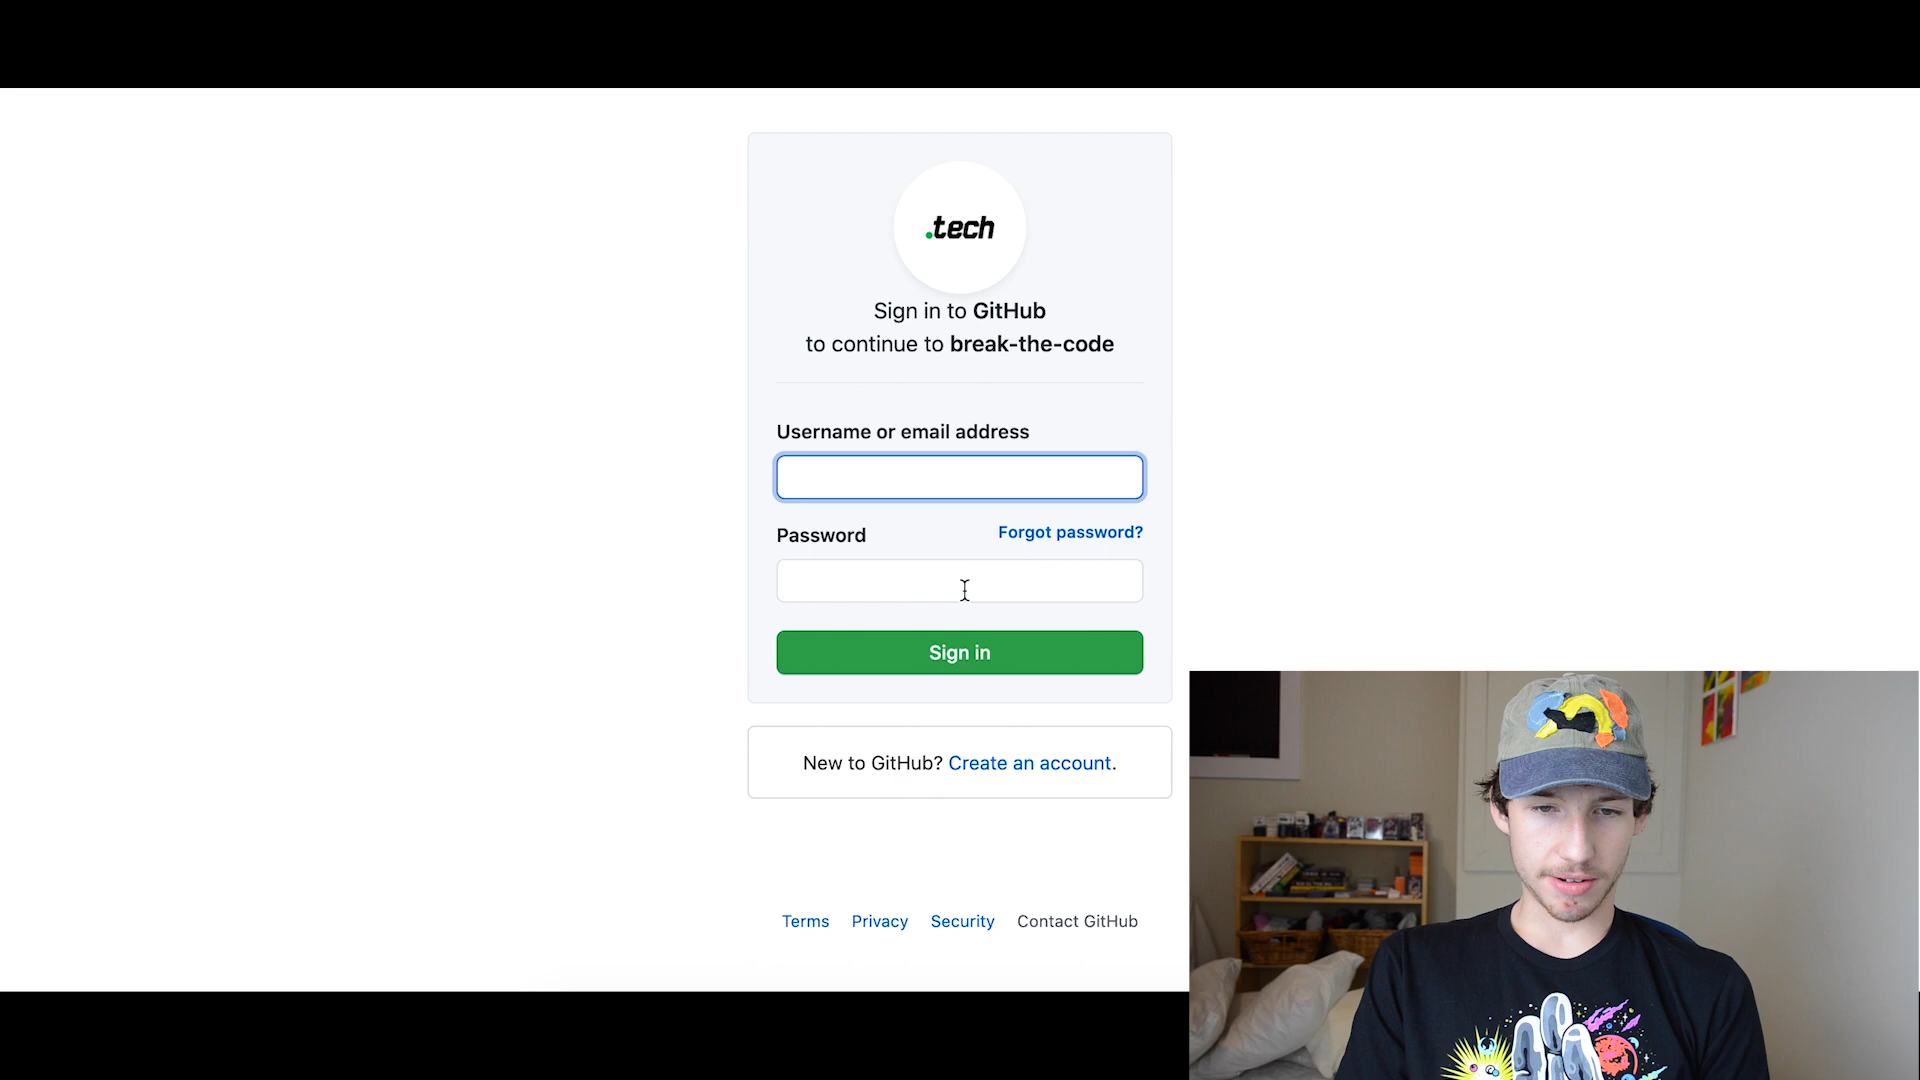 .tech
Sign in to GitHub
to continue to break-the-code
Username or email address
Password
Forgot password?
Sign in
New to GitHub? Create an account.
Terms
Privacy
Security
Contact GitHub